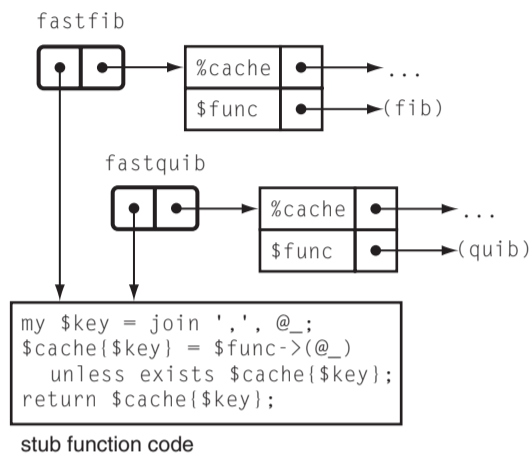 fastfib
%cache ...
$func (fib)
fastquib
%cache ...
$func (quib)
my $key = join ',', @_;
$cache{$key} = $func->(@_)
unless exists $cache{$key};
return $cache{$key};
stub function code